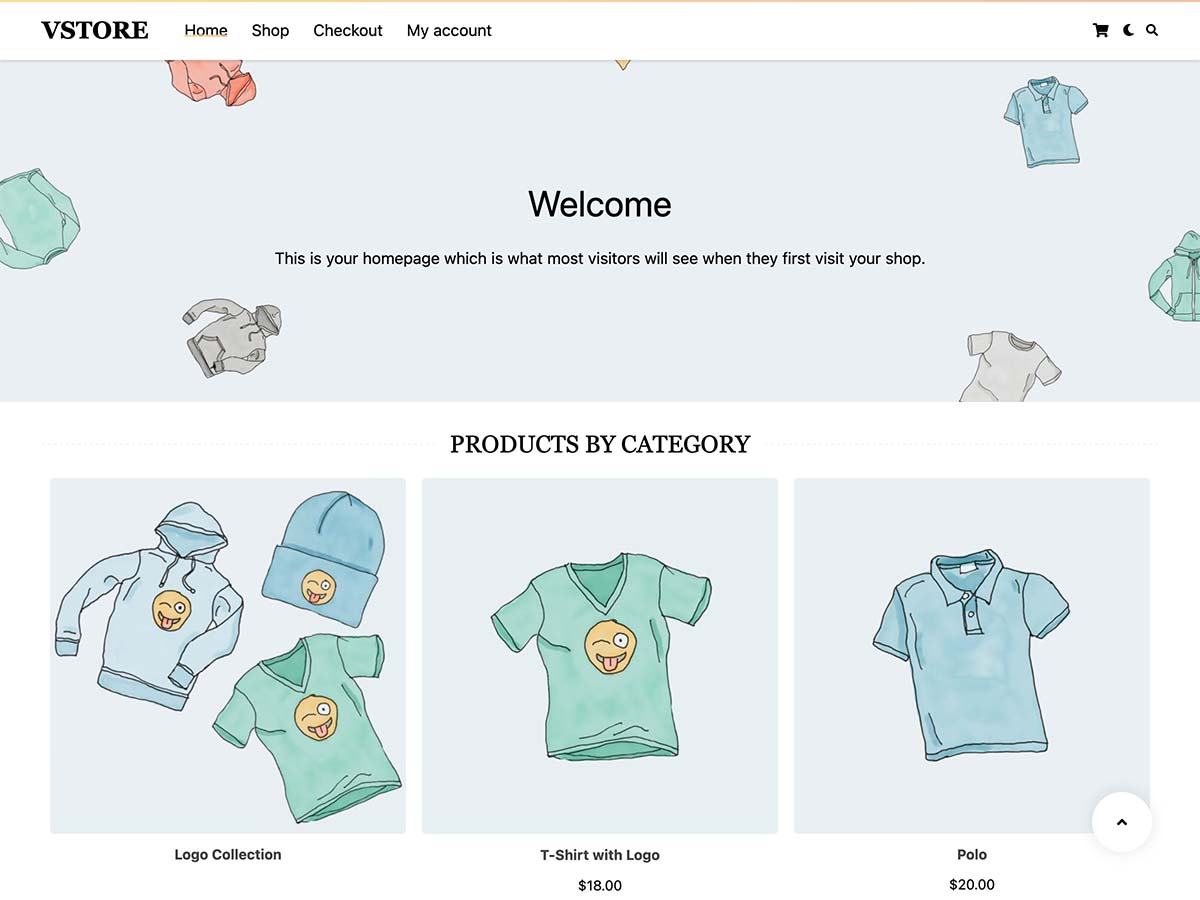 VSTORE Home Shop Checkout My account
Welcome
This is your homepage which is what most visitors will see when they first visit your shop.
PRODUCTS BY CATEGORY
Logo Collection
T-Shirt with Logo
$18.00
Polo
$20.00